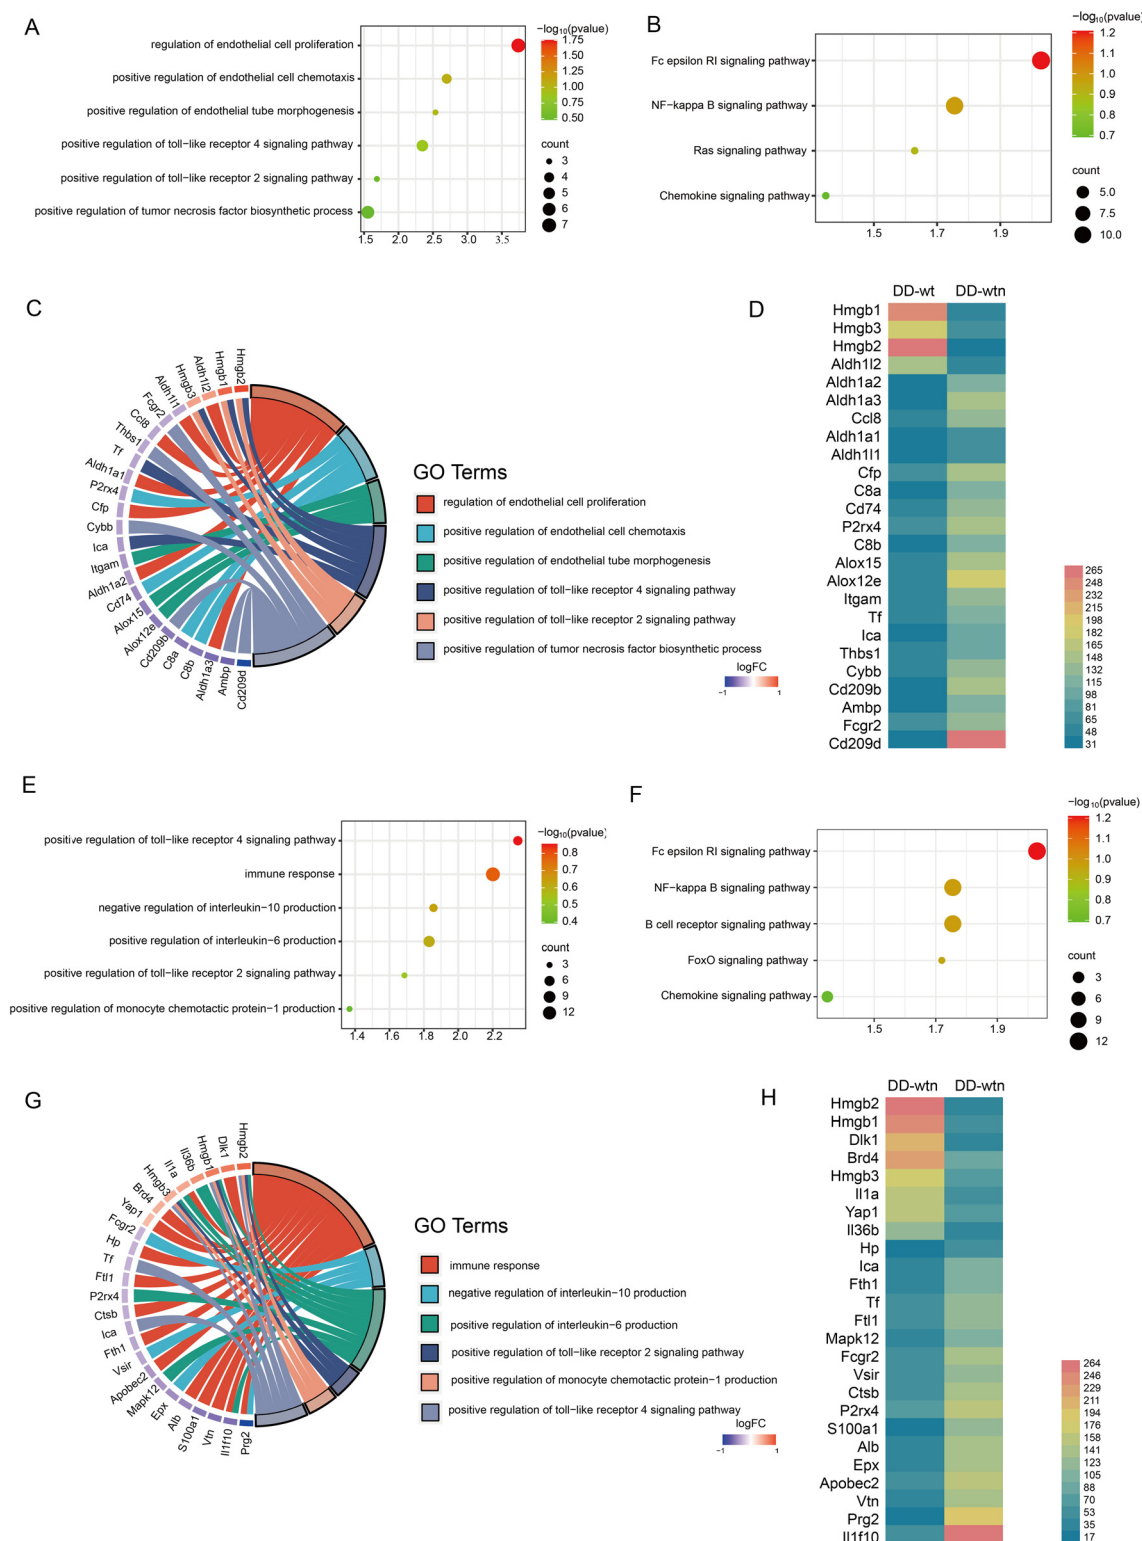 A
−log10(pvalue)
regulation of endothelial cell proliferation
positive regulation of endothelial cell chemotaxis
positive regulation of endothelial tube morphogenesis
positive regulation of toll−like receptor 4 signaling pathway
positive regulation of toll−like receptor 2 signaling pathway
positive regulation of tumor necrosis factor biosynthetic process
1.5 2.0 2.5 3.0 3.5
1.75
1.50
1.25
1.00
0.75
0.50
count
3
4
5
6
7
B
−log10(pvalue)
Fc epsilon RI signaling pathway
NF−kappa B signaling pathway
Ras signaling pathway
Chemokine signaling pathway
1.5 1.7 1.9
1.2
1.1
1.0
0.9
0.8
0.7
count
5.0
7.5
10.0
C
Hmgb2
Hmgb1
Aldh1l2
Hmgb3
Aldh1l1
Fcgr2
Ccl8
Thbs1
Tf
Aldh1a1
P2rx4
Cfp
Cybb
Ica
Itgam
Aldh1a2
Cd74
Alox15
Alox12e
Cd209b
C8a
C8b
Aldh1a3
Ambp
Cd209d
GO Terms
regulation of endothelial cell proliferation
positive regulation of endothelial cell chemotaxis
positive regulation of endothelial tube morphogenesis
positive regulation of toll−like receptor 4 signaling pathway
positive regulation of toll−like receptor 2 signaling pathway
positive regulation of tumor necrosis factor biosynthetic process
logFC
−1 1
D
DD-wt DD-wtn
Hmgb1
Hmgb3
Hmgb2
Aldh1l2
Aldh1a2
Aldh1a3
Ccl8
Aldh1a1
Aldh1l1
Cfp
C8a
Cd74
P2rx4
C8b
Alox15
Alox12e
Itgam
Tf
Ica
Thbs1
Cybb
Cd209b
Ambp
Fcgr2
Cd209d
265
248
232
215
198
182
165
148
132
115
98
81
65
48
31
E
−log10(pvalue)
positive regulation of toll−like receptor 4 signaling pathway
immune response
negative regulation of interleukin−10 production
positive regulation of interleukin−6 production
positive regulation of toll−like receptor 2 signaling pathway
positive regulation of monocyte chemotactic protein−1 production
1.4 1.6 1.8 2.0 2.2
0.8
0.7
0.6
0.5
0.4
count
3
6
9
12
F
−log10(pvalue)
Fc epsilon RI signaling pathway
NF−kappa B signaling pathway
B cell receptor signaling pathway
FoxO signaling pathway
Chemokine signaling pathway
1.5 1.7 1.9
1.2
1.1
1.0
0.9
0.8
0.7
count
3
6
9
12
G
Hmgb2
Dlk1
Hmgb1
Il36b
Il1a
Hmgb3
Brd4
Yap1
Fcgr2
Hp
Tf
Ftl1
P2rx4
Ctsb
Ica
Fth1
Vsir
Apobec2
Mapk12
Epx
Alb
S100a1
Vtn
Il1f10
Prg2
GO Terms
immune response
negative regulation of interleukin−10 production
positive regulation of interleukin−6 production
positive regulation of toll−like receptor 2 signaling pathway
positive regulation of monocyte chemotactic protein−1 production
positive regulation of toll−like receptor 4 signaling pathway
logFC
−1 1
H
DD-wtn DD-wtn
Hmgb2
Hmgb1
Dlk1
Brd4
Hmgb3
Il1a
Yap1
Il36b
Hp
Ica
Fth1
Tf
Ftl1
Mapk12
Fcgr2
Vsir
Ctsb
P2rx4
S100a1
Alb
Epx
Apobec2
Vtn
Prg2
Il1f10
264
246
229
211
194
176
158
141
123
105
88
70
53
35
17